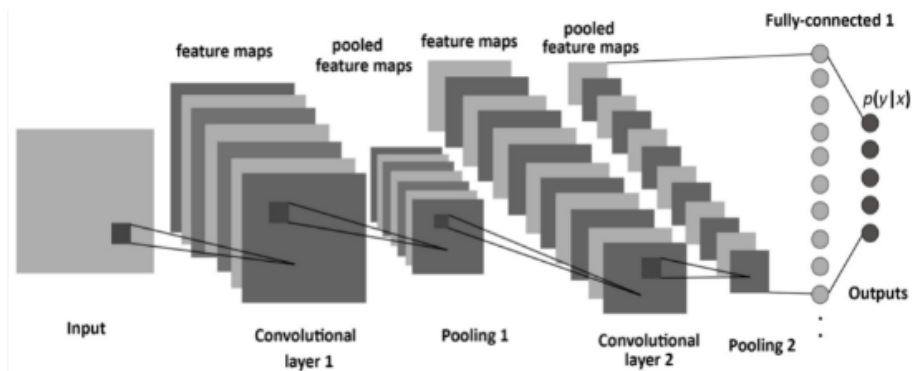 Fully-connected 1
feature maps
pooled
feature maps
feature maps
pooled
feature maps
p(y|x)
Input
Convolutional
layer 1
Pooling 1
Convolutional
layer 2
Pooling 2
Outputs